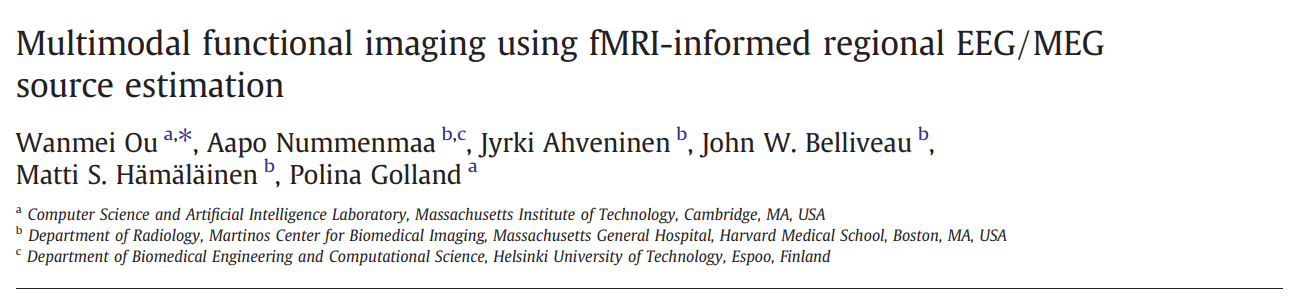 Multimodal functional imaging using fMRI-informed regional EEG/MEG
source estimation
Wanmei Ou a,*, Aapo Nummenmaa b,c, Jyrki Ahveninen b, John W. Belliveau b,
Matti S. Hämäläinen b, Polina Golland a
a Computer Science and Artificial Intelligence Laboratory, Massachusetts Institute of Technology, Cambridge, MA, USA
b Department of Radiology, Martinos Center for Biomedical Imaging, Massachusetts General Hospital, Harvard Medical School, Boston, MA, USA
c Department of Biomedical Engineering and Computational Science, Helsinki University of Technology, Espoo, Finland